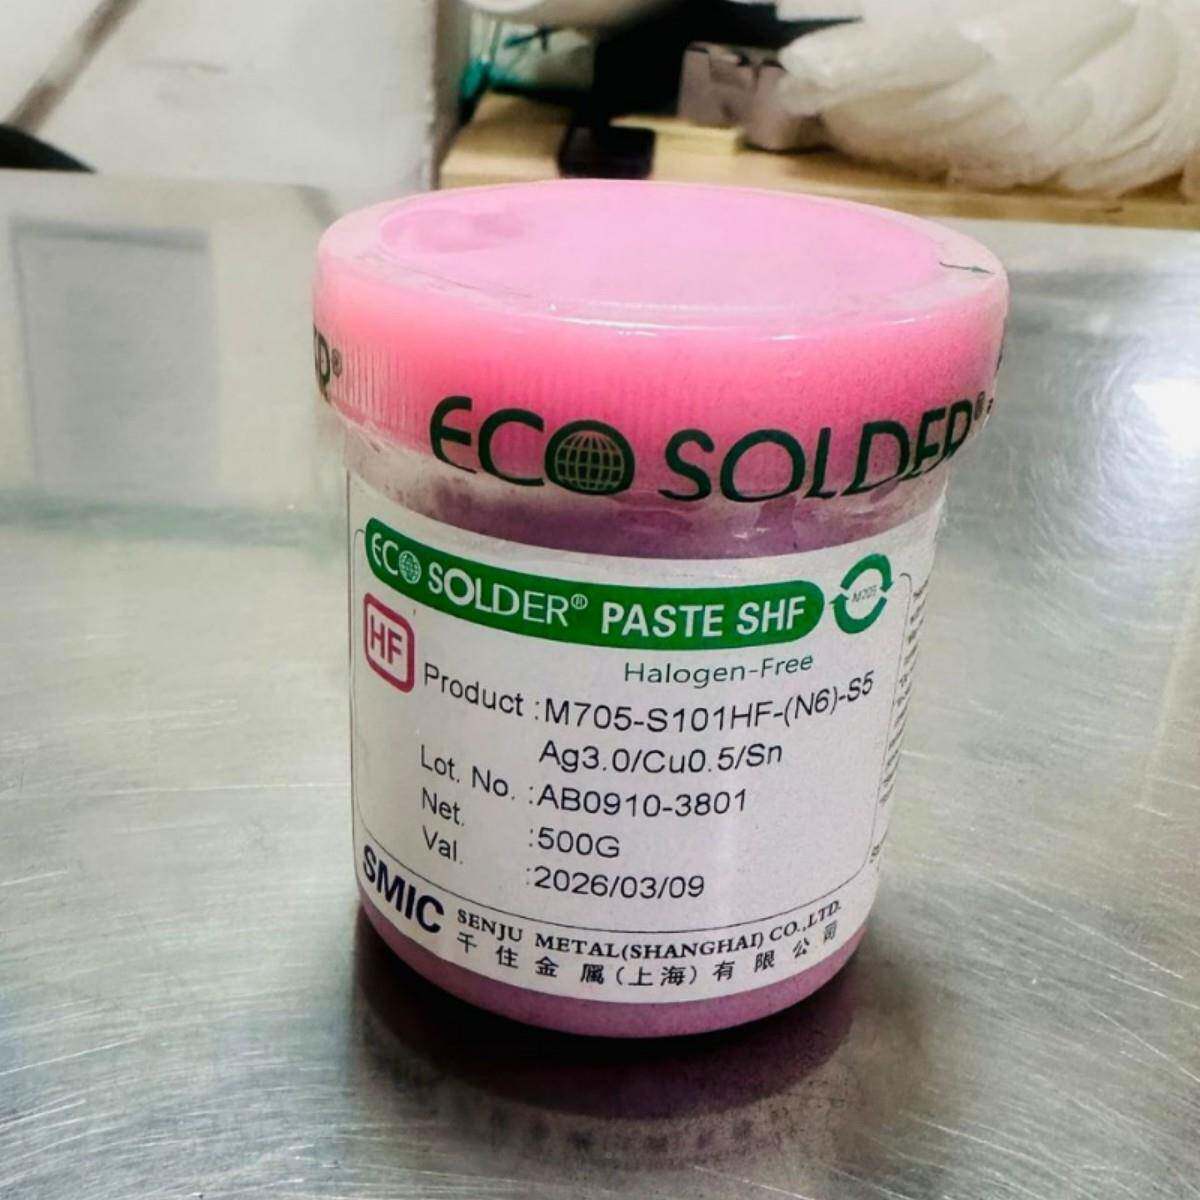 ECO SOLDER®
ECO SOLDER® PASTE SHF
M705
HF
Halogen-Free
Product :M705-S101HF-(N6)-S5
Ag3.0/Cu0.5/Sn
Lot. No. :AB0910-3801
Net. :500G
Val. :2026/03/09
SMIC
SENJU METAL(SHANGHAI) CO.,LTD.
千住金属(上海)有限公司